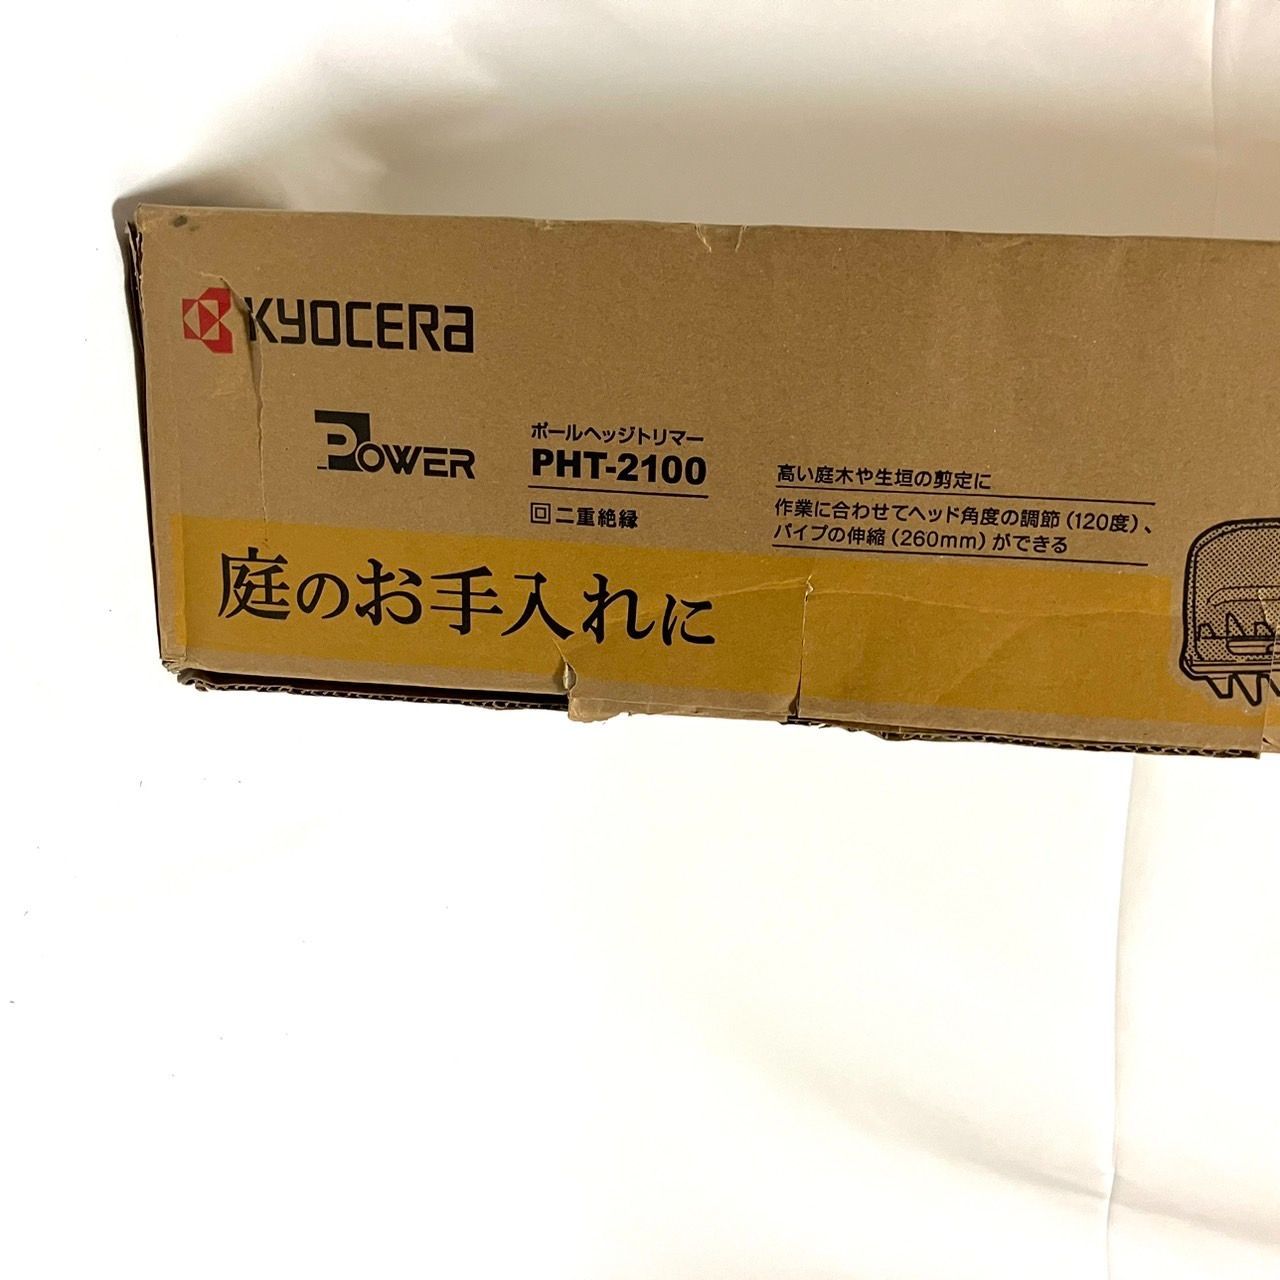 KYOCERA
POWER
ポールヘッジトリマー
PHT-2100
回二重絶縁
高い庭木や生垣の剪定に
作業に合わせてヘッド角度の調節(120度)、
パイプの伸縮(260mm)ができる
庭のお手入れに